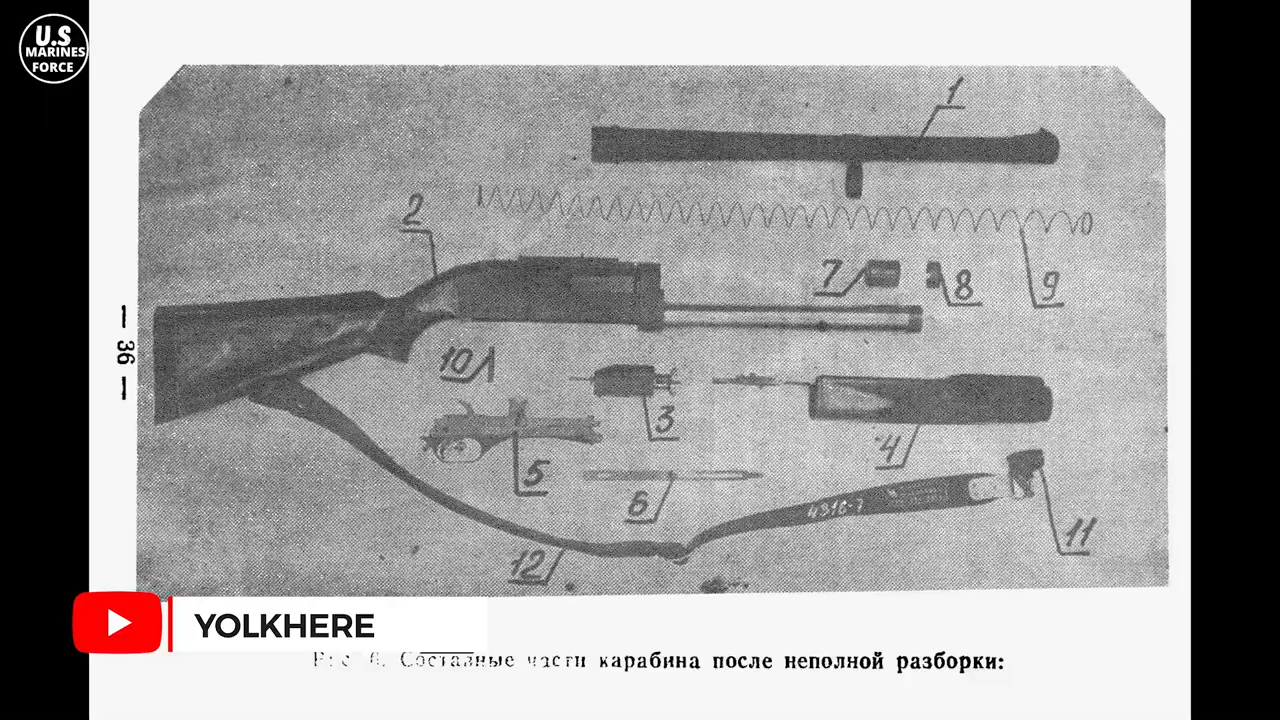 U.S
MARINES
FORCE
1
2
7
8
9
10
3
4
5
6
11
12
4316-7
— 36 —
YOLKHERE
Составные части карабина после неполной разборки: